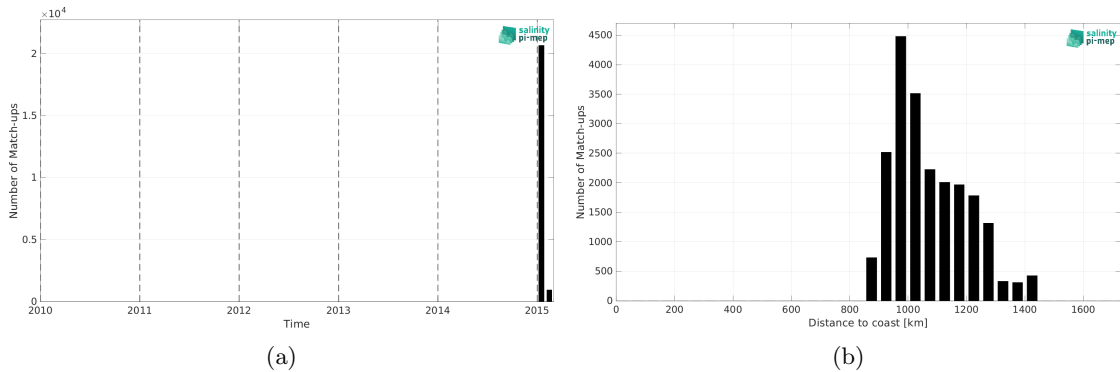 ×10⁴
salinity
pi-mep
2
1.5
1
0.5
0
Number of Match-ups
2010 2011 2012 2013 2014 2015
Time
(a)
salinity
pi-mep
4500
4000
3500
3000
2500
2000
1500
1000
500
0
Number of Match-ups
0 200 400 600 800 1000 1200 1400 1600
Distance to coast [km]
(b)